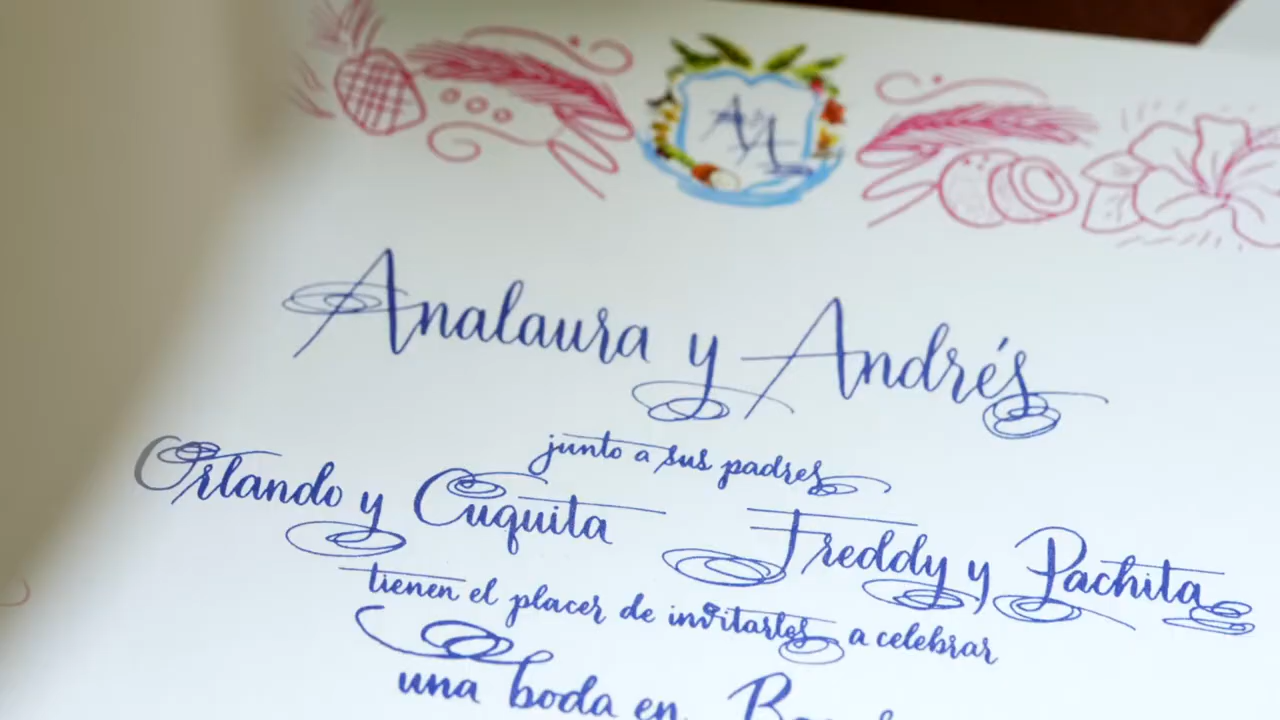 AL
Analaura y Andrés
junto a sus padres
Orlando y Cuquita Freddy y Pachita
tienen el placer de invitarles a celebrar
una boda en